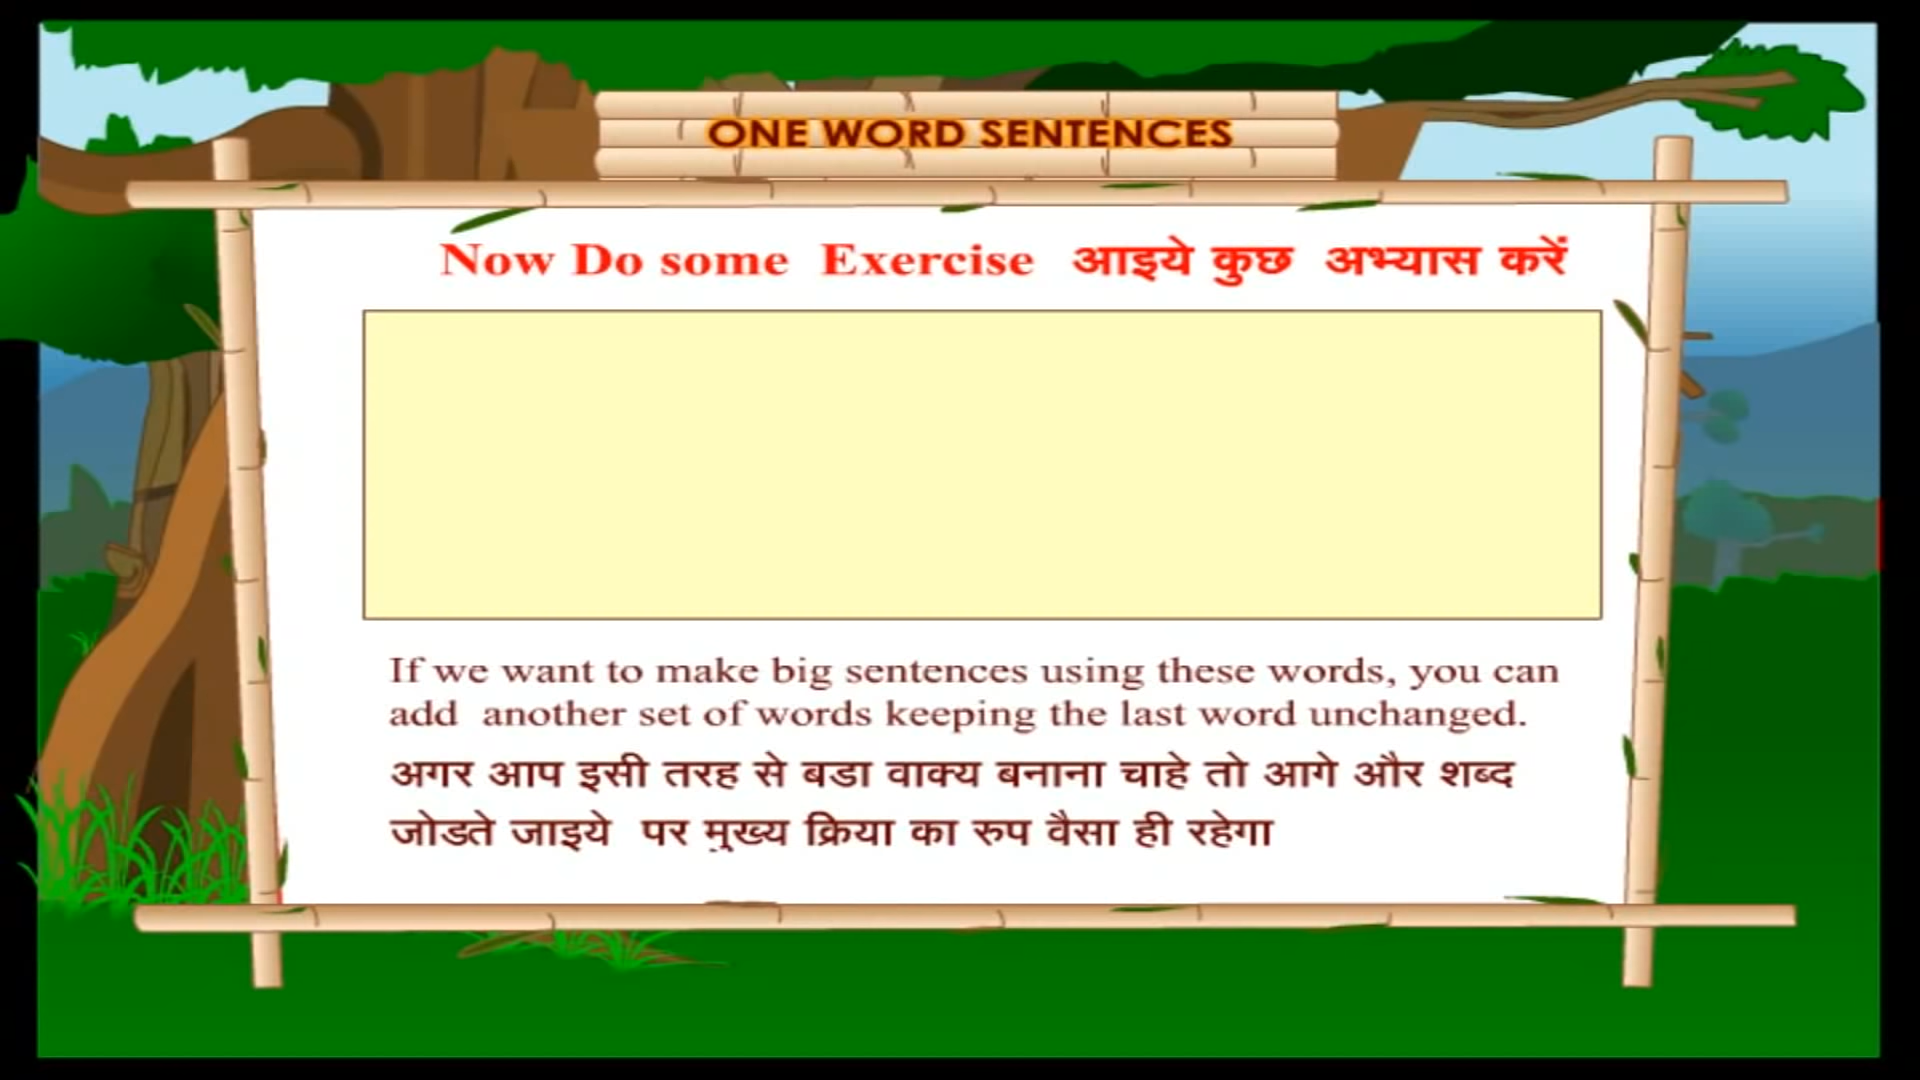 ONE WORD SENTENCES
Now Do some Exercise आइये कुछ अभ्यास करें
If we want to make big sentences using these words, you can
add another set of words keeping the last word unchanged.
अगर आप इसी तरह से बडा वाक्य बनाना चाहे तो आगे और शब्द
जोडते जाइये पर मुख्य क्रिया का रुप वैसा ही रहेगा